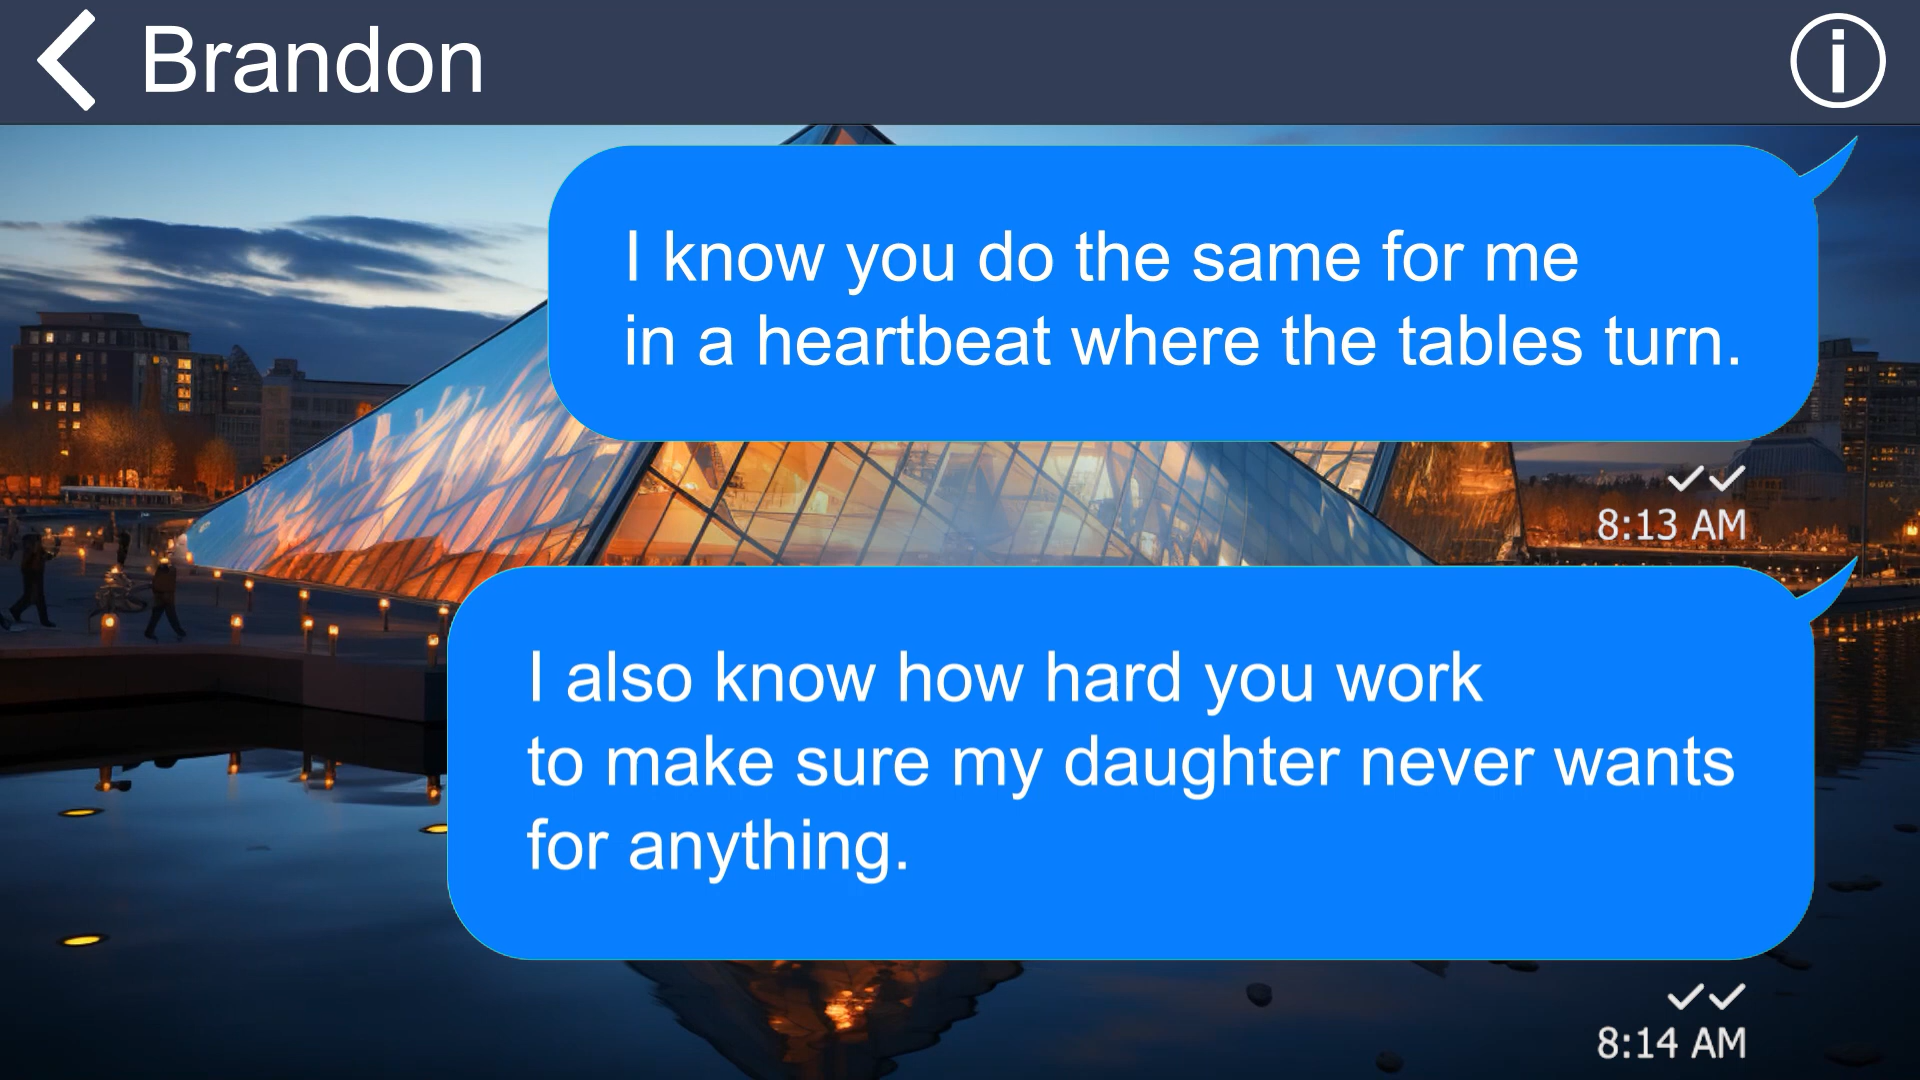 Brandon
I know you do the same for me
in a heartbeat where the tables turn.
8:13 AM
I also know how hard you work
to make sure my daughter never wants
for anything.
8:14 AM